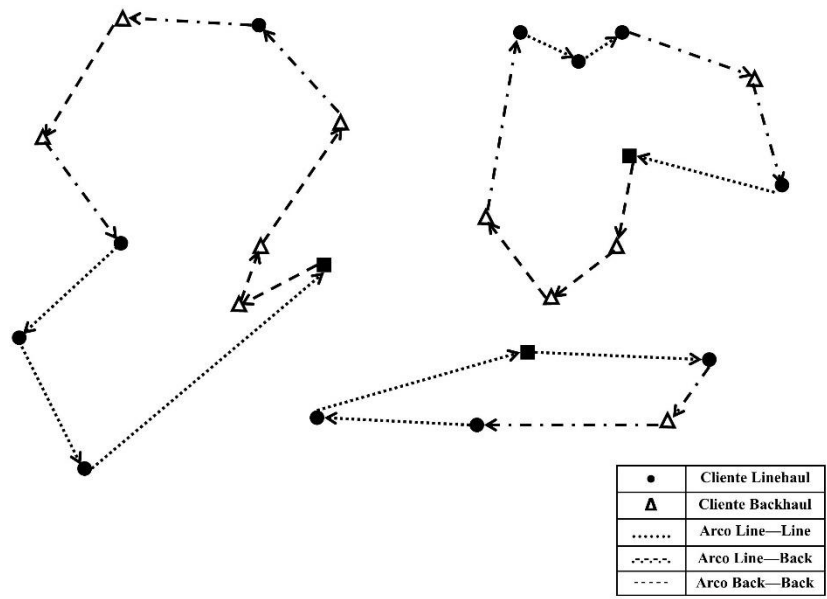 Cliente Linehaul
Cliente Backhaul
Arco Line—Line
Arco Line—Back
Arco Back—Back